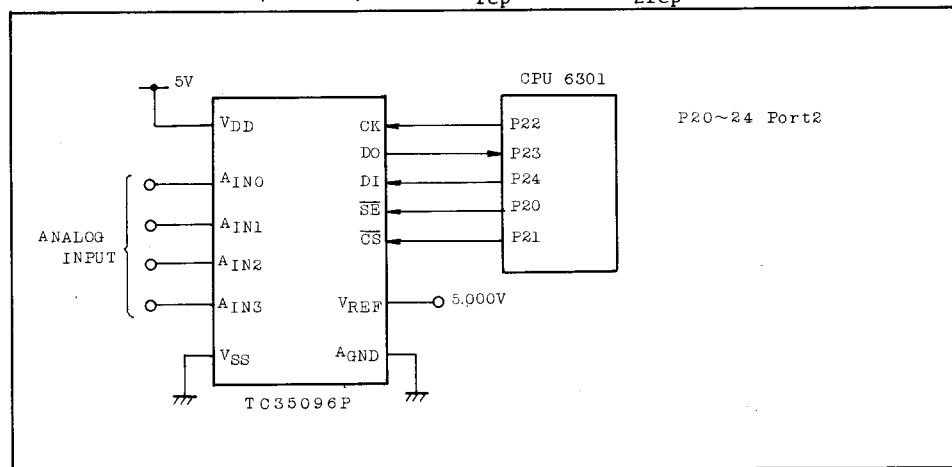 CPU 6301
5V
VDD
CK
P22
P20~24 Port2
DO
P23
AIN0
DI
P24
SE
P20
AIN1
CS
P21
ANALOG
INPUT
AIN2
AIN3
VREF
5.000V
VSS
AGND
TC35096P